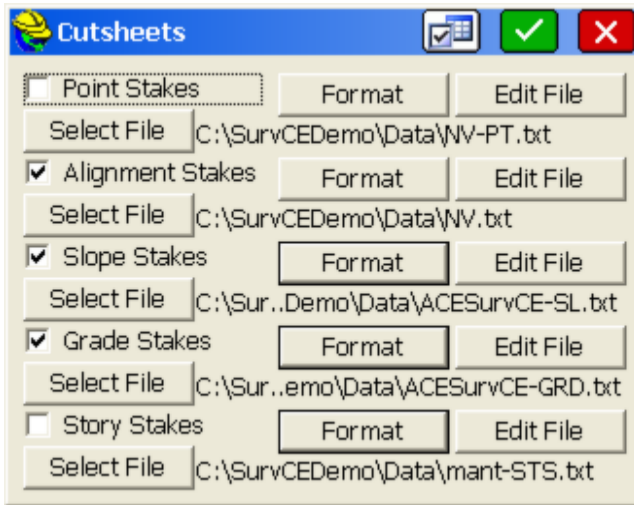 Cutsheets
Point Stakes Format Edit File
Select File C:\SurvCEDemo\Data\NV-PT.txt
Alignment Stakes Format Edit File
Select File C:\SurvCEDemo\Data\NV.txt
Slope Stakes Format Edit File
Select File C:\Sur..Demo\Data\ACESurvCE-SL.txt
Grade Stakes Format Edit File
Select File C:\Sur..emo\Data\ACESurvCE-GRD.txt
Story Stakes Format Edit File
Select File C:\SurvCEDemo\Data\mant-STS.txt